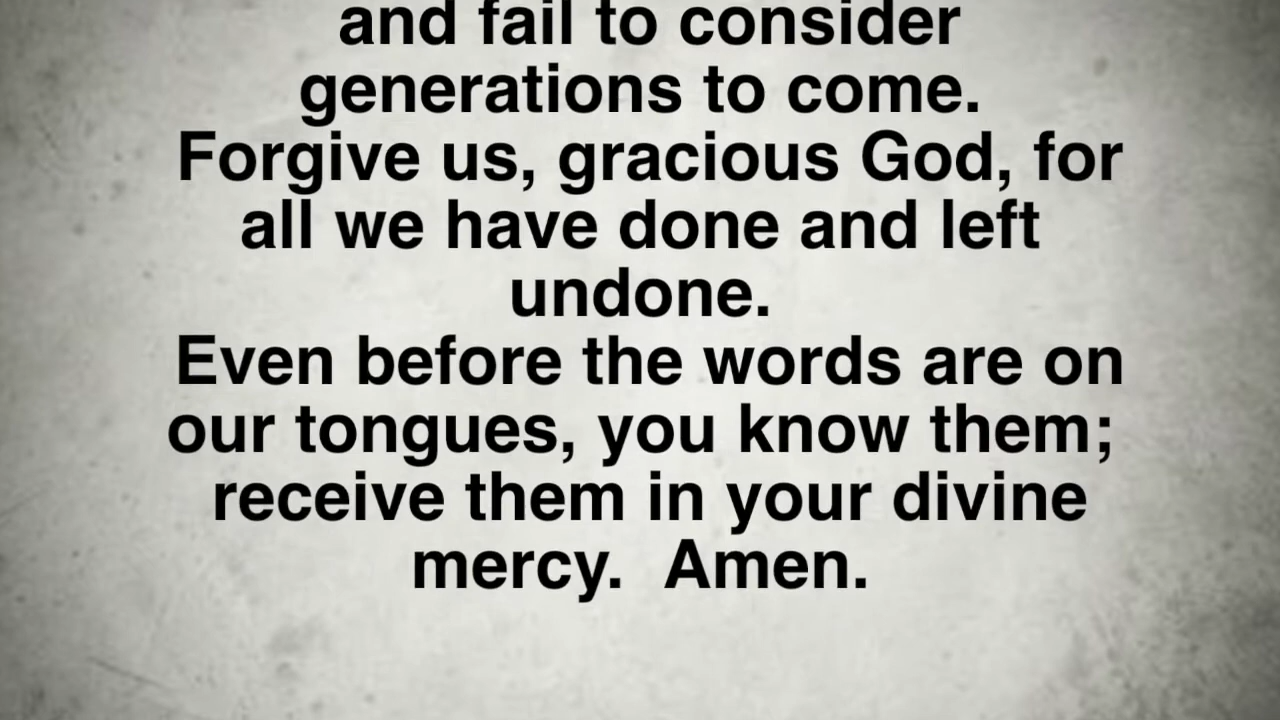 and fail to consider
generations to come.
Forgive us, gracious God, for
all we have done and left
undone.
Even before the words are on
our tongues, you know them;
receive them in your divine
mercy.  Amen.